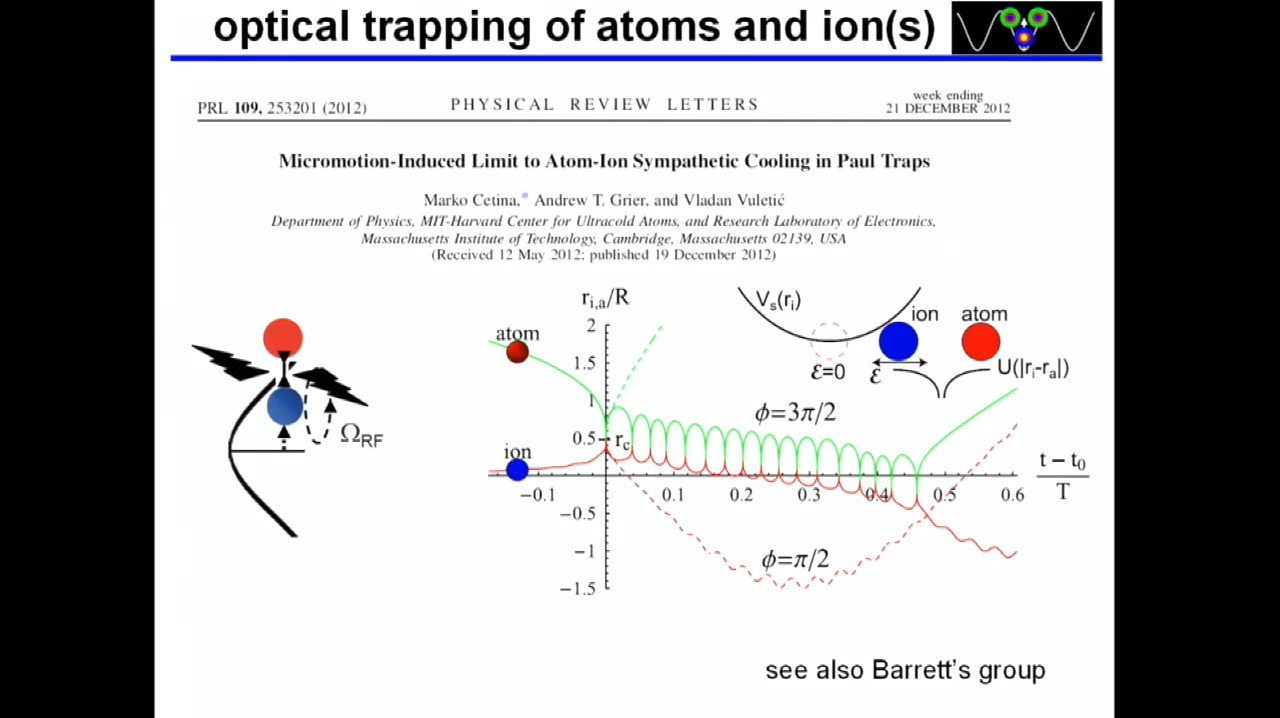 optical trapping of atoms and ion(s)
PRL 109, 253201 (2012)
PHYSICAL REVIEW LETTERS
week ending
21 DECEMBER 2012
Micromotion-Induced Limit to Atom-Ion Sympathetic Cooling in Paul Traps
Marko Cetina,* Andrew T. Grier, and Vladan Vuletić
Department of Physics, MIT-Harvard Center for Ultracold Atoms, and Research Laboratory of Electronics,
Massachusetts Institute of Technology, Cambridge, Massachusetts 02139, USA
(Received 12 May 2012; published 19 December 2012)
Ω_RF
r_i,a/R
2
1.5
1
0.5
−0.5
−1
−1.5
atom
ion
r_c
−0.1
0.1
0.2
0.3
0.4
0.5
0.6
t − t_0
T
ϕ=3π/2
ϕ=π/2
V_s(r_i)
ion
atom
ℰ=0
ℰ
U(|r_i-r_a|)
see also Barrett's group